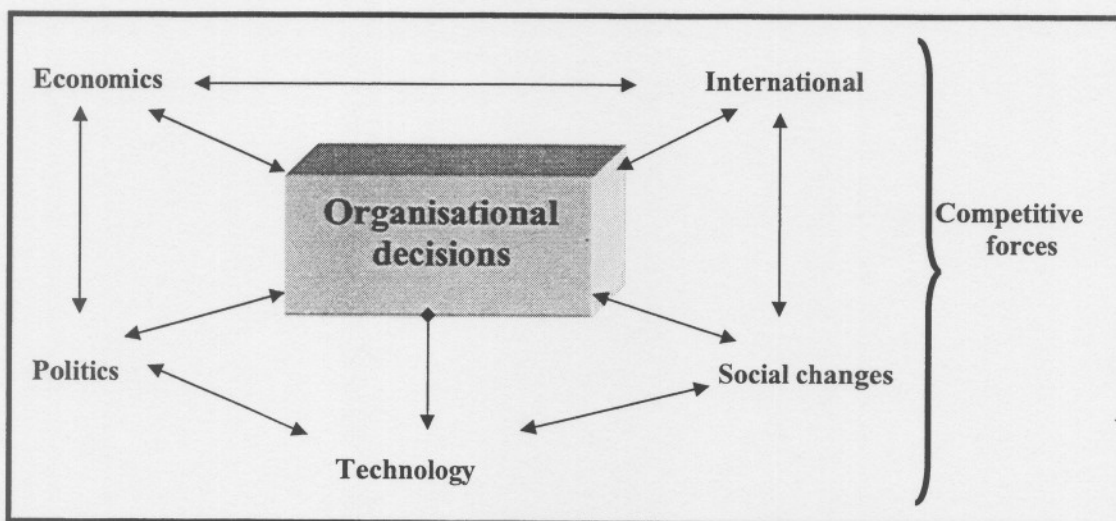 Economics
International
Organisational
decisions
Competitive
forces
Politics
Social changes
Technology